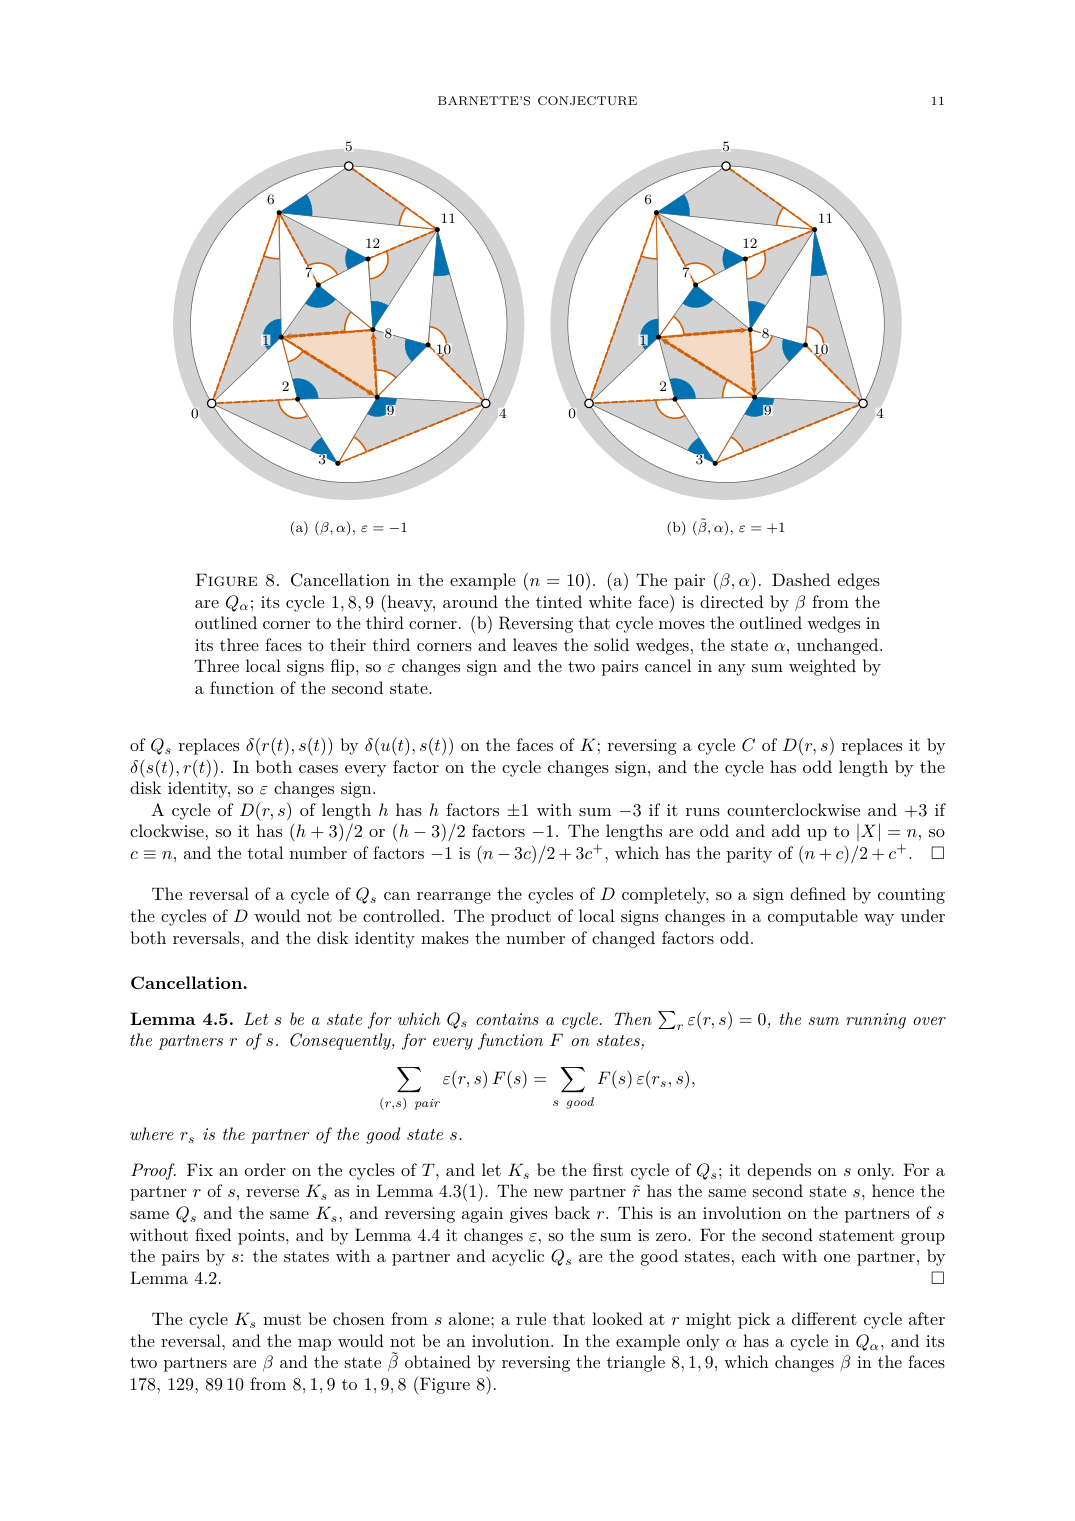 BARNETTE'S CONJECTURE 11
5 5
6 11 6 11
12 12
7 7
1 8 1 8
10 10
2 2
0 9 4 0 9 4
3 3
(a) (β, α), ε = −1 (b) (β̃, α), ε = +1
FIGURE 8. Cancellation in the example (n = 10). (a) The pair (β, α). Dashed edges
are Qα; its cycle 1, 8, 9 (heavy, around the tinted white face) is directed by β from the
outlined corner to the third corner. (b) Reversing that cycle moves the outlined wedges in
its three faces to their third corners and leaves the solid wedges, the state α, unchanged.
Three local signs flip, so ε changes sign and the two pairs cancel in any sum weighted by
a function of the second state.
of Qs replaces δ(r(t), s(t)) by δ(u(t), s(t)) on the faces of K; reversing a cycle C of D(r, s) replaces it by
δ(s(t), r(t)). In both cases every factor on the cycle changes sign, and the cycle has odd length by the
disk identity, so ε changes sign.
A cycle of D(r, s) of length h has h factors ±1 with sum −3 if it runs counterclockwise and +3 if
clockwise, so it has (h + 3)/2 or (h − 3)/2 factors −1. The lengths are odd and add up to |X| = n, so
c ≡ n, and the total number of factors −1 is (n − 3c)/2 + 3c⁺, which has the parity of (n + c)/2 + c⁺. □
The reversal of a cycle of Qs can rearrange the cycles of D completely, so a sign defined by counting
the cycles of D would not be controlled. The product of local signs changes in a computable way under
both reversals, and the disk identity makes the number of changed factors odd.
Cancellation.
Lemma 4.5. Let s be a state for which Qs contains a cycle. Then ∑r ε(r, s) = 0, the sum running over
the partners r of s. Consequently, for every function F on states,
∑ ε(r, s) F(s) = ∑ F(s) ε(rs, s),
(r,s) pair s good
where rs is the partner of the good state s.
Proof. Fix an order on the cycles of T, and let Ks be the first cycle of Qs; it depends on s only. For a
partner r of s, reverse Ks as in Lemma 4.3(1). The new partner r̃ has the same second state s, hence the
same Qs and the same Ks, and reversing again gives back r. This is an involution on the partners of s
without fixed points, and by Lemma 4.4 it changes ε, so the sum is zero. For the second statement group
the pairs by s: the states with a partner and acyclic Qs are the good states, each with one partner, by
Lemma 4.2. □
The cycle Ks must be chosen from s alone; a rule that looked at r might pick a different cycle after
the reversal, and the map would not be an involution. In the example only α has a cycle in Qα, and its
two partners are β and the state β̃ obtained by reversing the triangle 8, 1, 9, which changes β in the faces
178, 129, 89 10 from 8, 1, 9 to 1, 9, 8 (Figure 8).